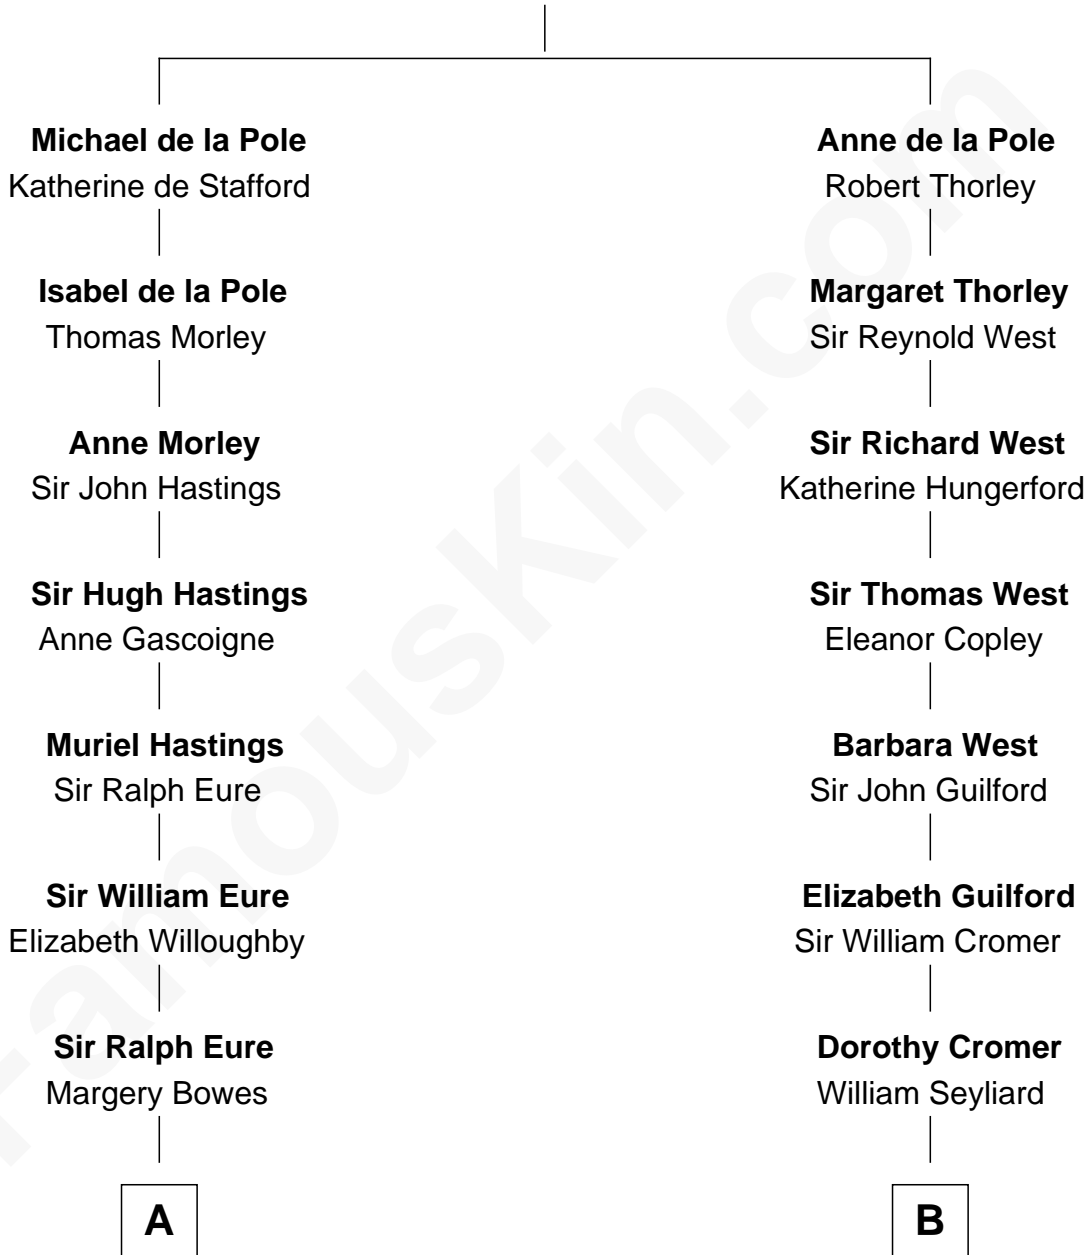 Michael de la Pole
Katherine de Stafford
Isabel de la Pole
Thomas Morley
Anne Morley
Sir John Hastings
Sir Hugh Hastings
Anne Gascoigne
Muriel Hastings
Sir Ralph Eure
Sir William Eure
Elizabeth Willoughby
Sir Ralph Eure
Margery Bowes
A
Anne de la Pole
Robert Thorley
Margaret Thorley
Sir Reynold West
Sir Richard West
Katherine Hungerford
Sir Thomas West
Eleanor Copley
Barbara West
Sir John Guilford
Elizabeth Guilford
Sir William Cromer
Dorothy Cromer
William Seyliard
B
FamousKin.com